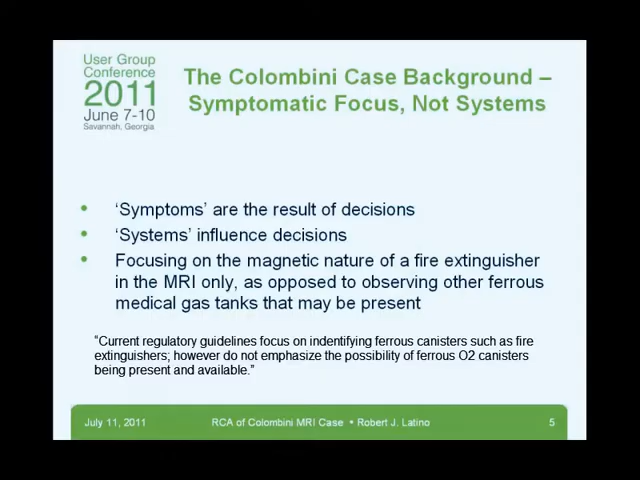 User Group
Conference
2011
June 7-10
Savannah, Georgia
The Colombini Case Background –
Symptomatic Focus, Not Systems
• ‘Symptoms’ are the result of decisions
• ‘Systems’ influence decisions
• Focusing on the magnetic nature of a fire extinguisher
in the MRI only, as opposed to observing other ferrous
medical gas tanks that may be present
“Current regulatory guidelines focus on indentifying ferrous canisters such as fire
extinguishers; however do not emphasize the possibility of ferrous O2 canisters
being present and available.”
July 11, 2011 RCA of Colombini MRI Case • Robert J. Latino 5